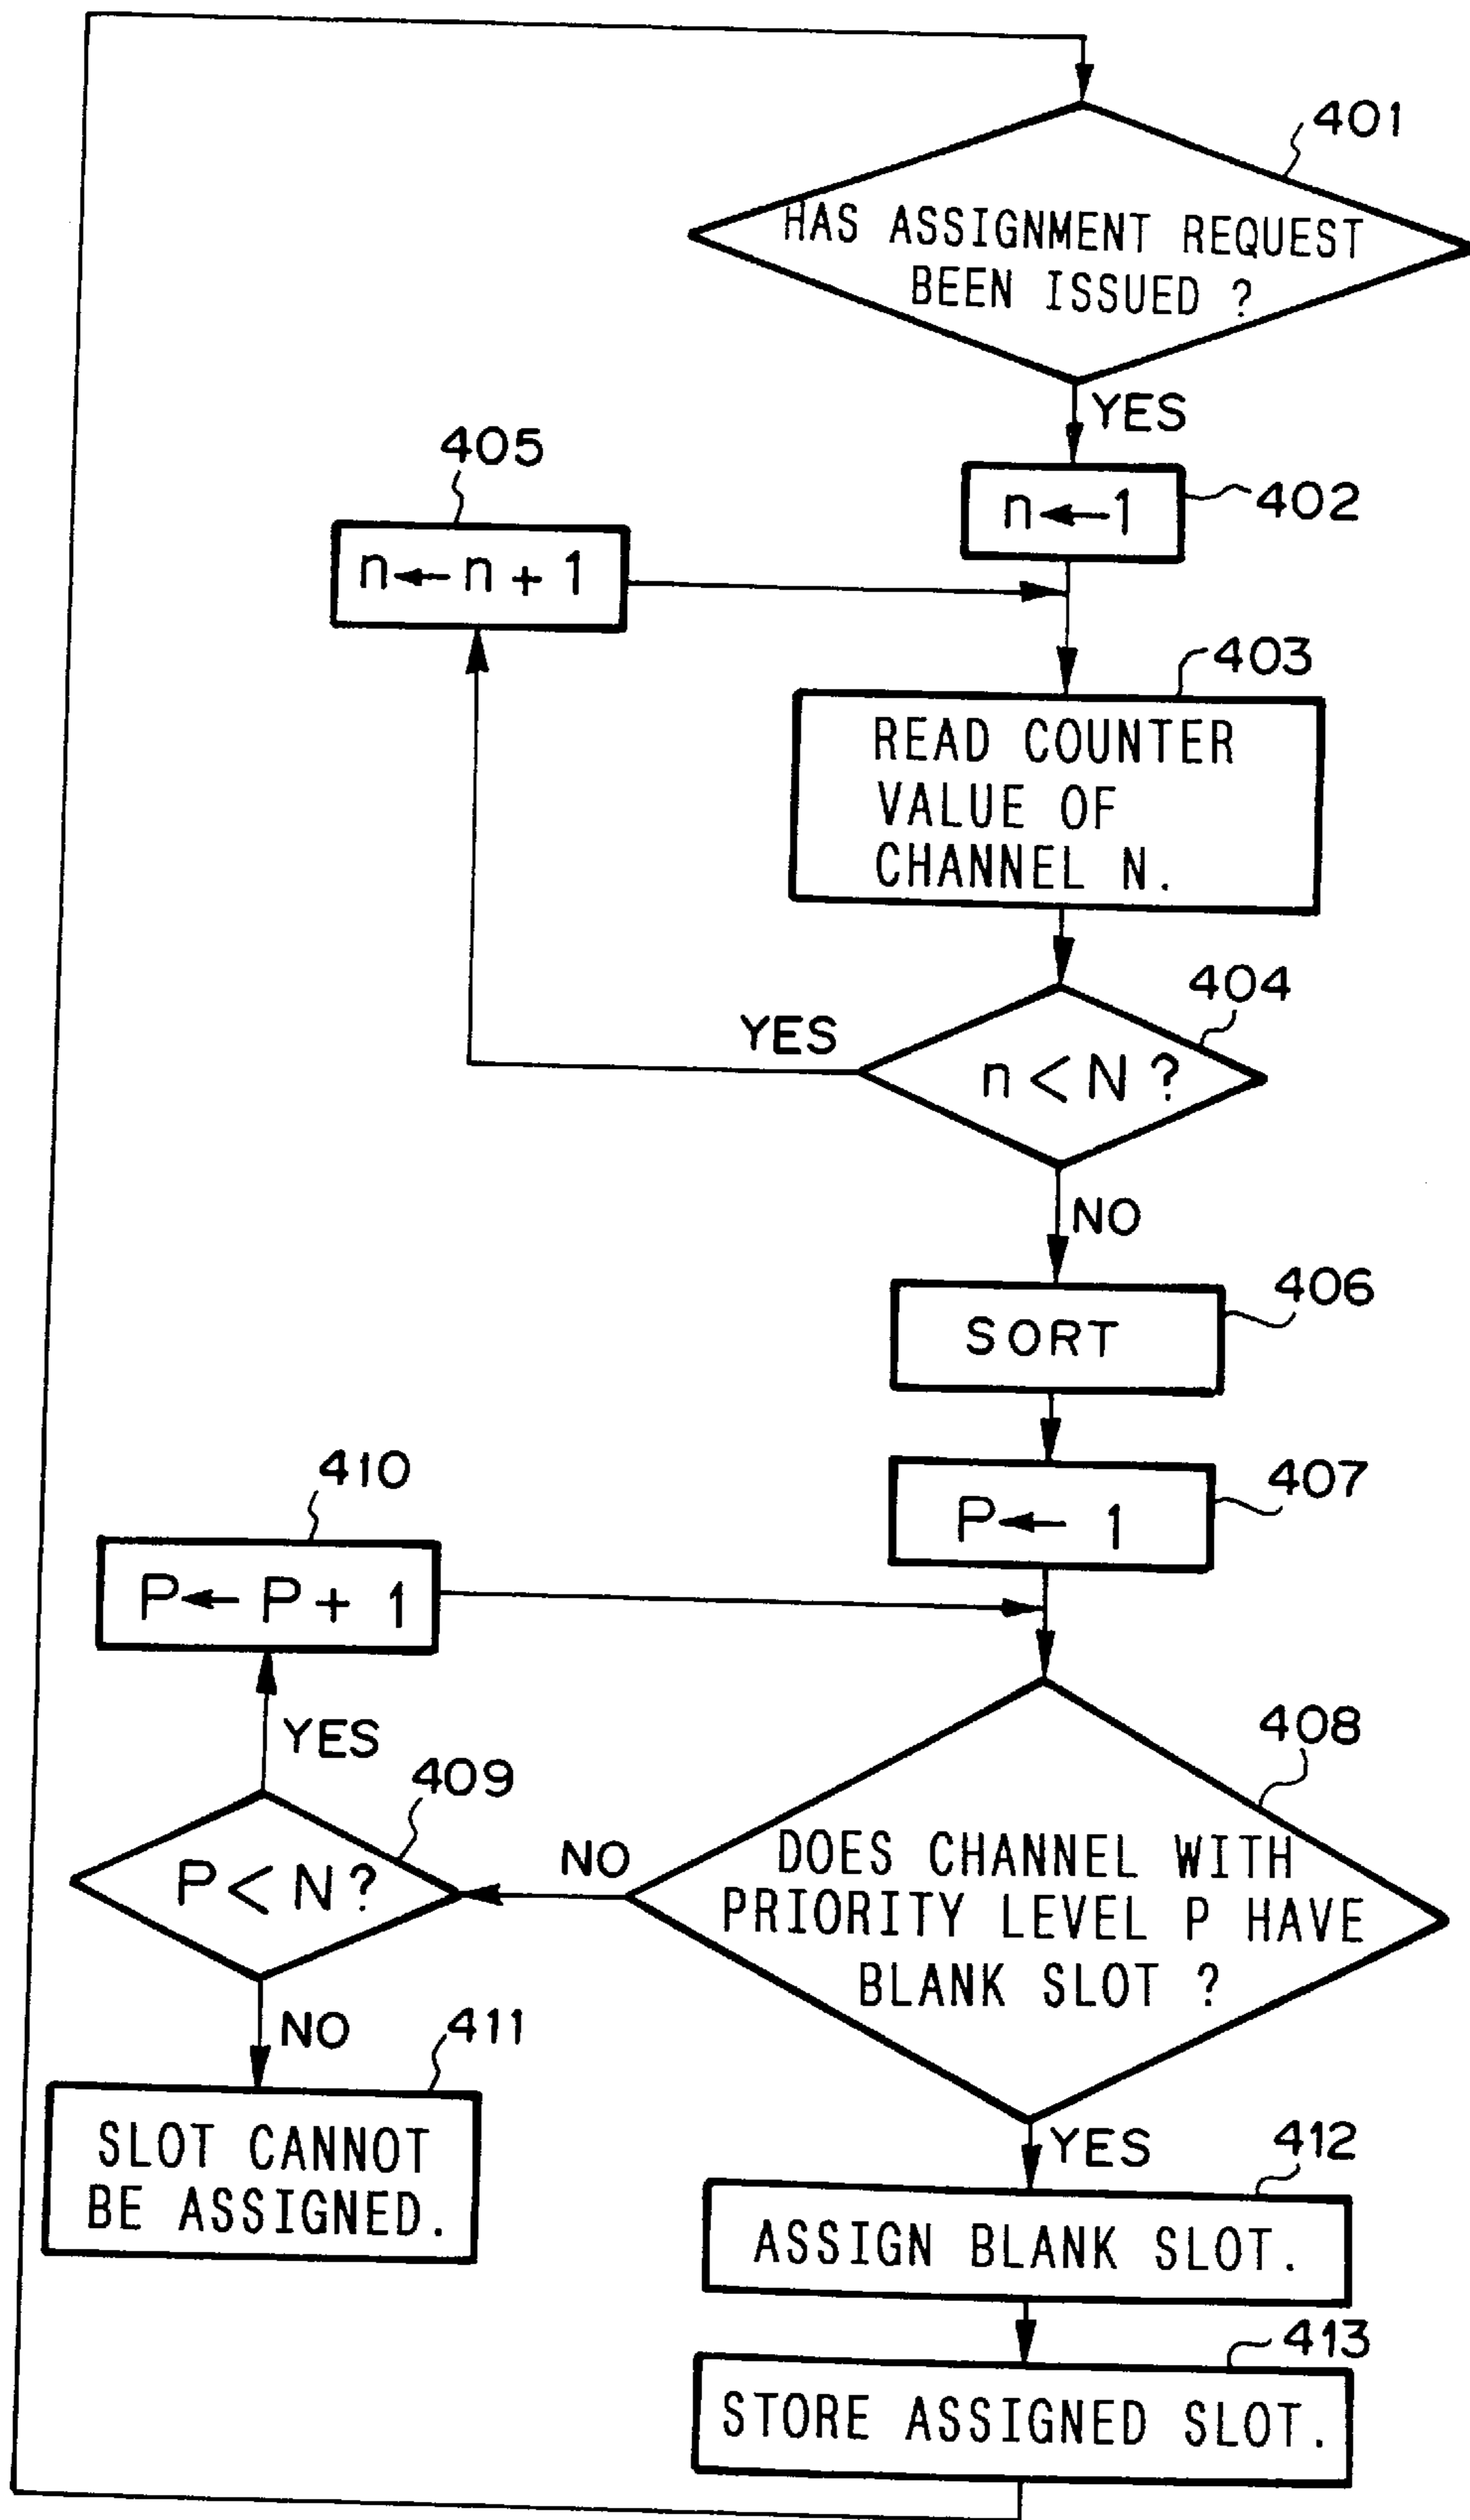 401
HAS ASSIGNMENT REQUEST
BEEN ISSUED ?
YES
405
402
n←1
n←n+1
403
READ COUNTER
VALUE OF
CHANNEL N.
404
YES
n<N?
NO
406
SORT
410
407
P←1
P←P+1
YES
408
409
NO
P<N?
DOES CHANNEL WITH
PRIORITY LEVEL P HAVE
BLANK SLOT ?
NO
411
YES
412
SLOT CANNOT
BE ASSIGNED.
ASSIGN BLANK SLOT.
413
STORE ASSIGNED SLOT.